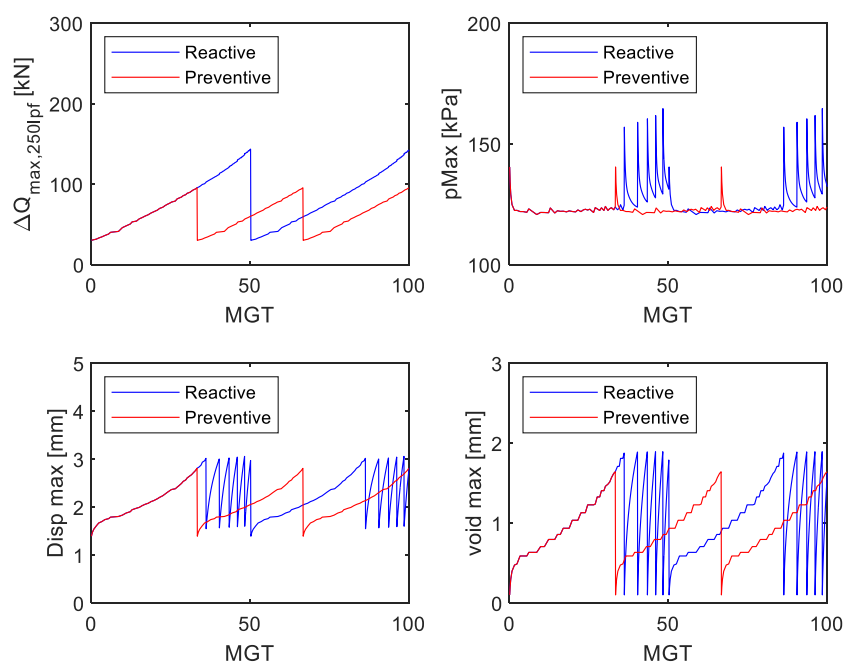 ΔQmax,250lpf [kN]
300
200
100
0
Reactive
Preventive
0
50
100
MGT
pMax [kPa]
200
150
100
Reactive
Preventive
0
50
100
MGT
Disp max [mm]
5
4
3
2
1
0
Reactive
Preventive
0
50
100
MGT
void max [mm]
3
2
1
0
Reactive
Preventive
0
50
100
MGT